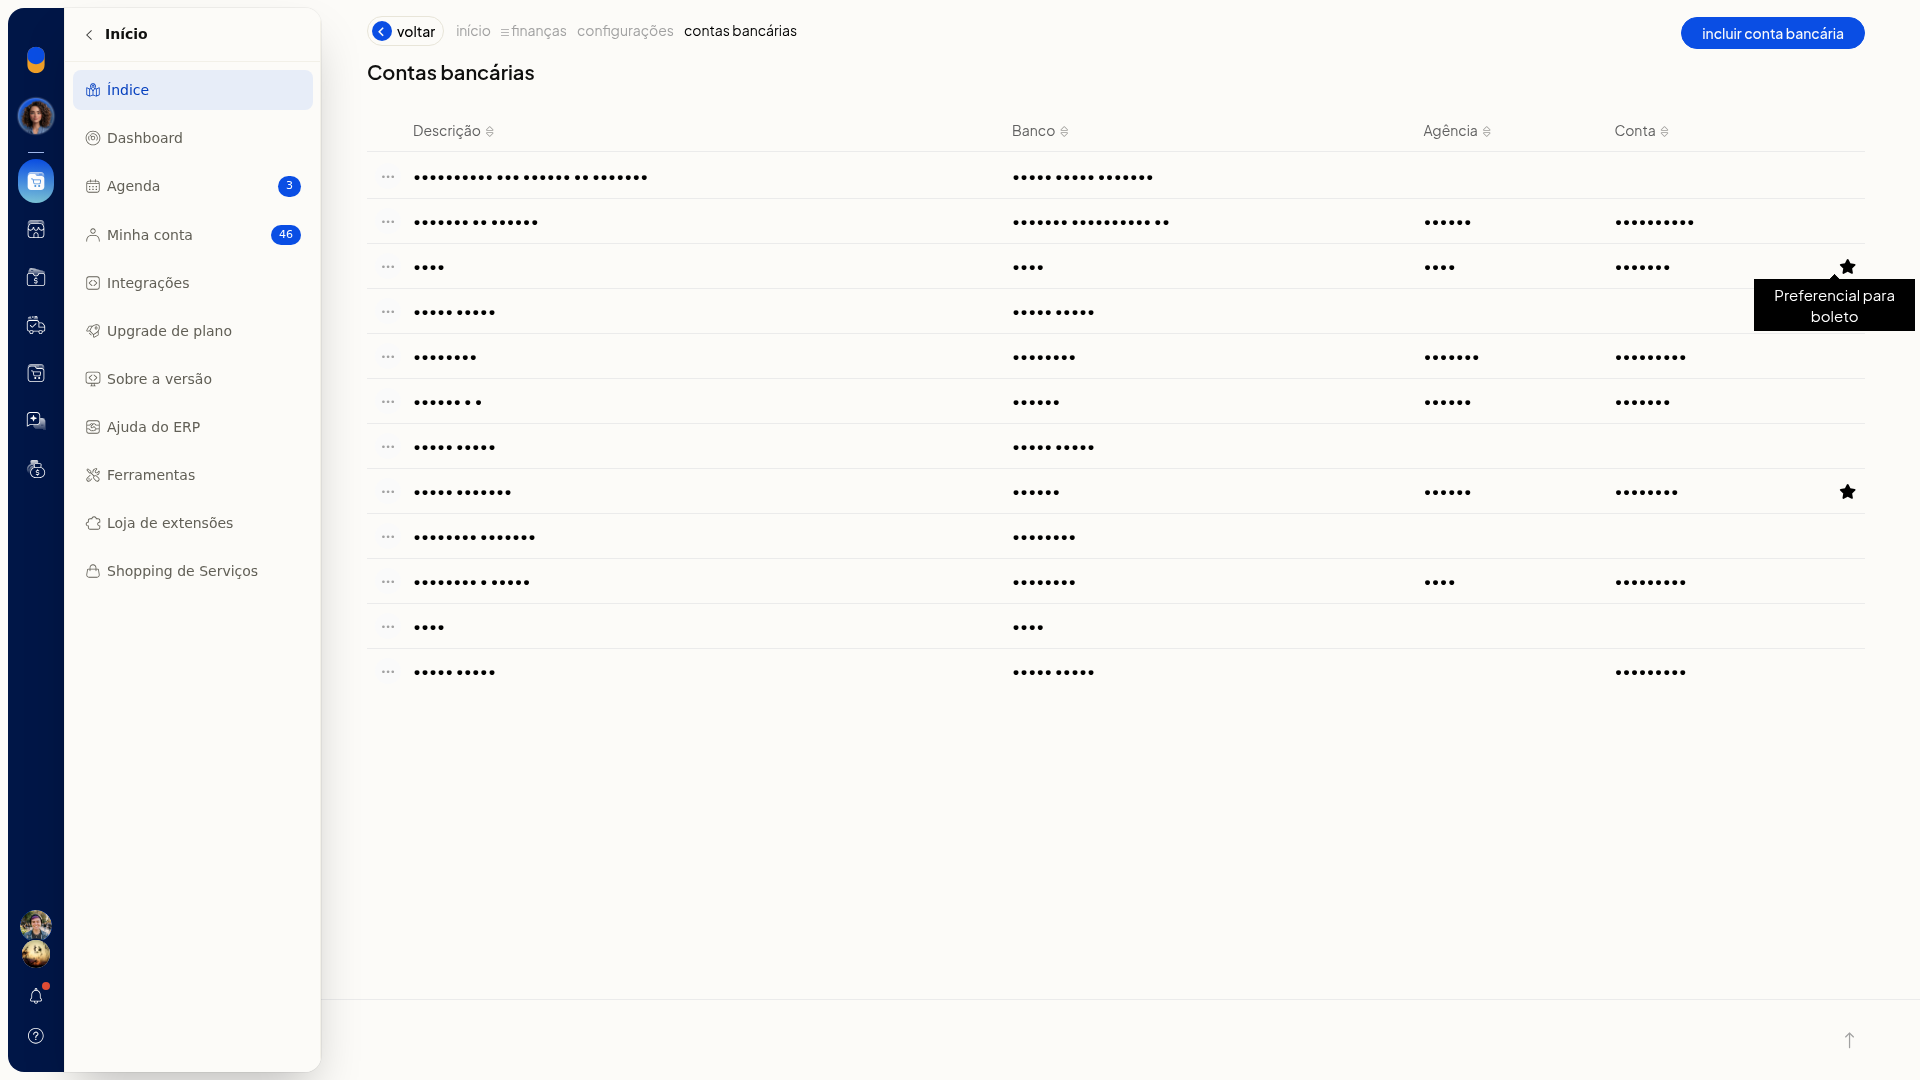 Início
Índice
Dashboard
Agenda 3
Minha conta 46
Integrações
Upgrade de plano
Sobre a versão
Ajuda do ERP
Ferramentas
Loja de extensões
Shopping de Serviços
voltar início finanças configurações contas bancárias
incluir conta bancária
Contas bancárias
Descrição Banco Agência Conta
•••••••••• ••• •••••• •• ••••••• ••••• ••••• •••••••
••••••• •• •••••• ••••••• •••••••••• •• •••••• ••••••••••
•••• •••• •••• •••••••
Preferencial para
boleto
••••• ••••• ••••• •••••
•••••••• •••••••• ••••••• •••••••••
•••••• • • •••••• •••••• •••••••
••••• ••••• ••••• •••••
••••• ••••••• •••••• •••••• ••••••••
•••••••• ••••••• ••••••••
•••••••• • ••••• •••••••• •••• •••••••••
•••• ••••
••••• ••••• ••••• ••••• •••••••••